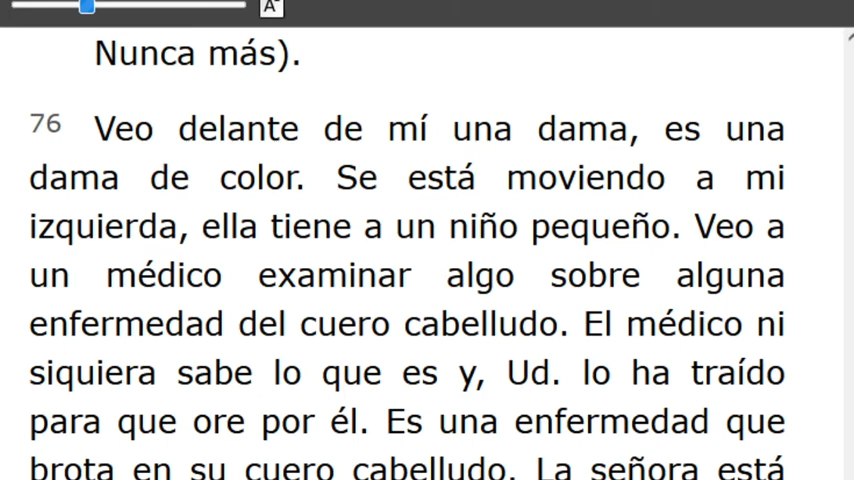 A
Nunca más).
76 Veo delante de mí una dama, es una
dama de color. Se está moviendo a mi
izquierda, ella tiene a un niño pequeño. Veo a
un médico examinar algo sobre alguna
enfermedad del cuero cabelludo. El médico ni
siquiera sabe lo que es y, Ud. lo ha traído
para que ore por él. Es una enfermedad que
brota en su cuero cabelludo. La señora está